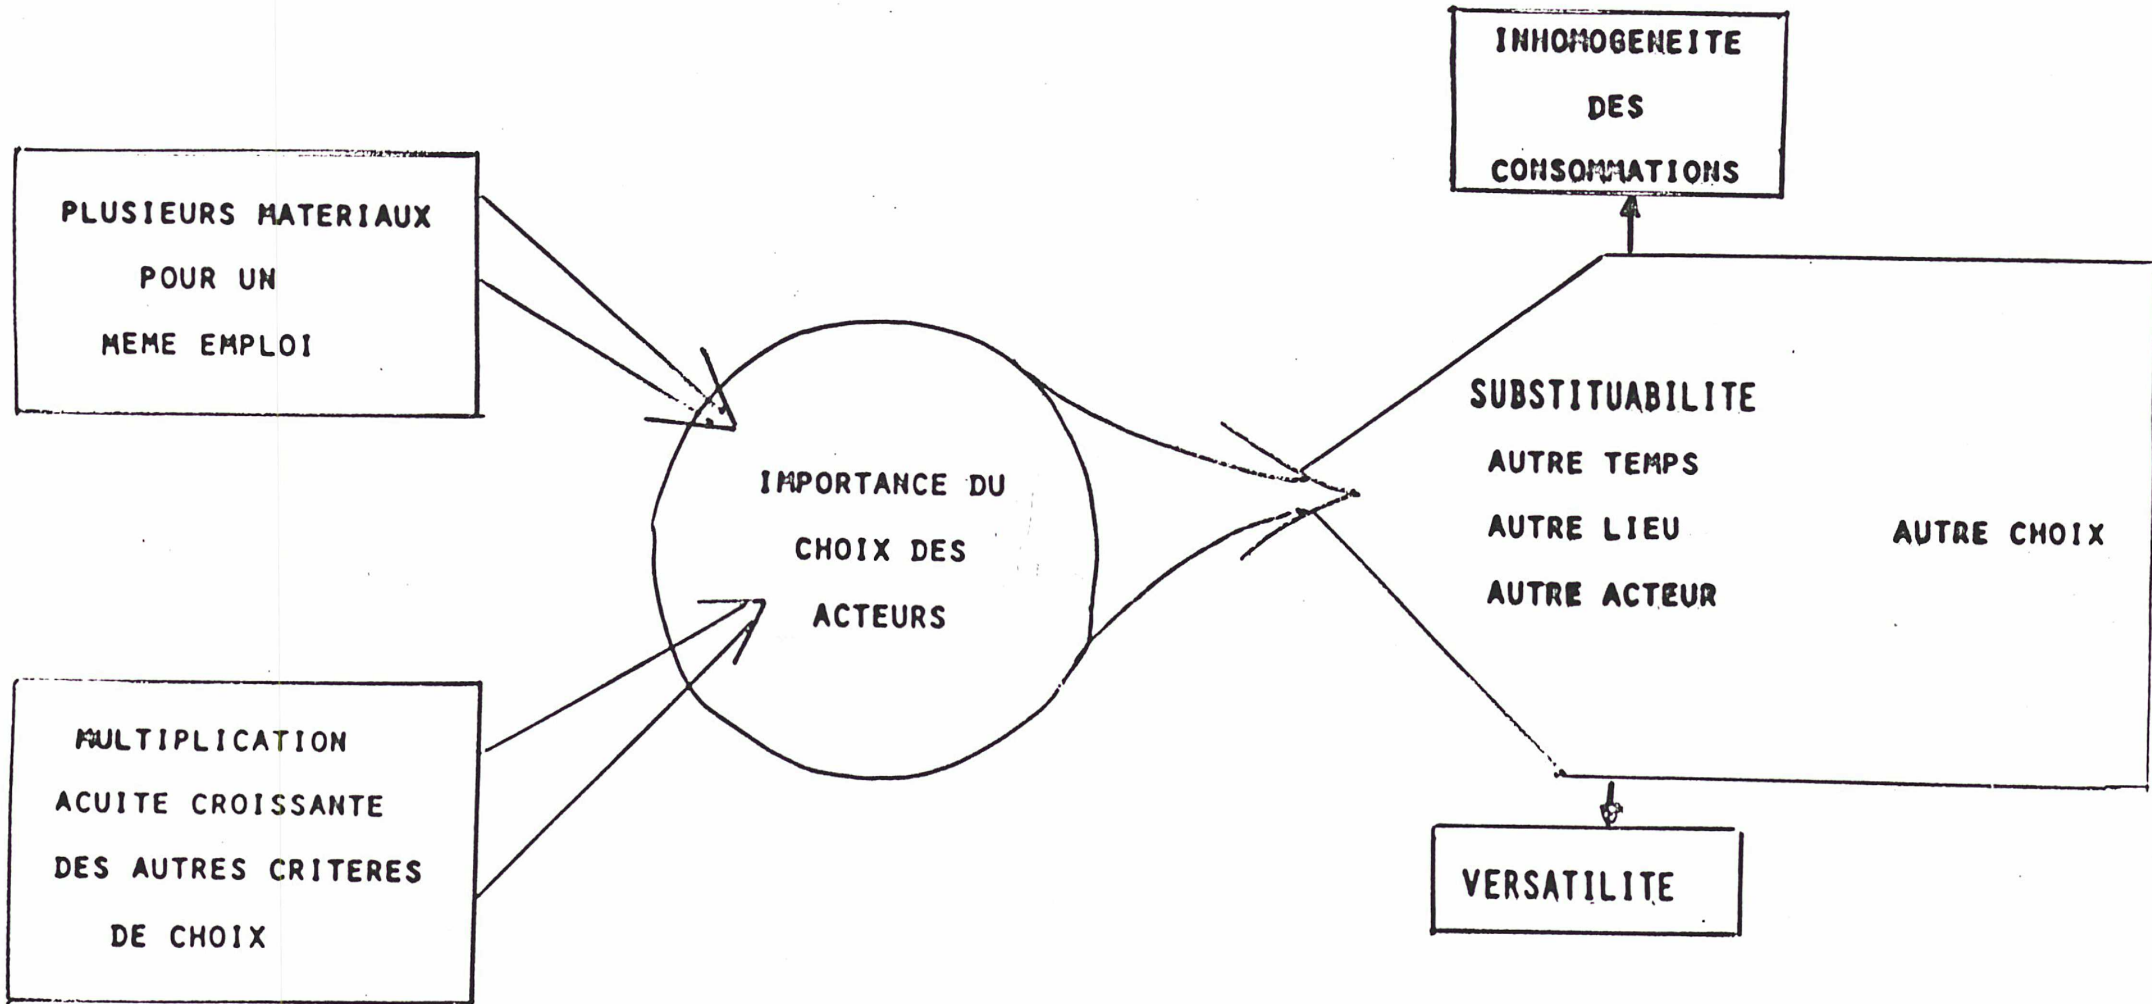 PLUSIEURS MATERIAUX
POUR UN
MEME EMPLOI
MULTIPLICATION
ACUITE CROISSANTE
DES AUTRES CRITERES
DE CHOIX
IMPORTANCE DU
CHOIX DES
ACTEURS
INHOMOGENEITE
DES
CONSOMMATIONS
SUBSTITUABILITE
AUTRE TEMPS
AUTRE LIEU
AUTRE ACTEUR
AUTRE CHOIX
VERSATILITE